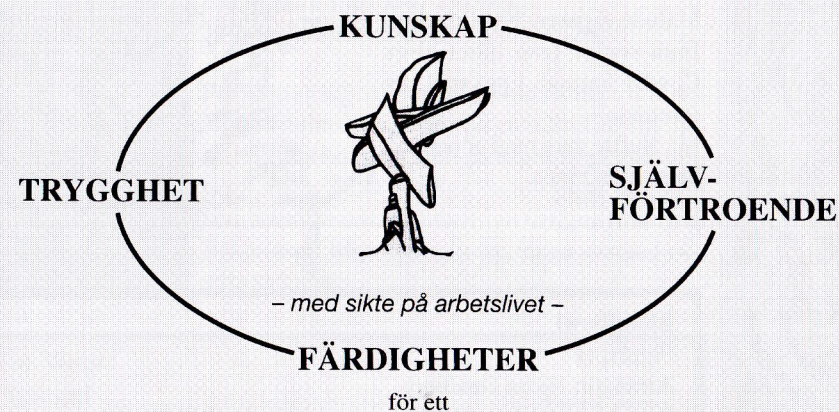 KUNSKAP
TRYGGHET
SJÄLV-
FÖRTROENDE
– med sikte på arbetslivet –
FÄRDIGHETER
för ett